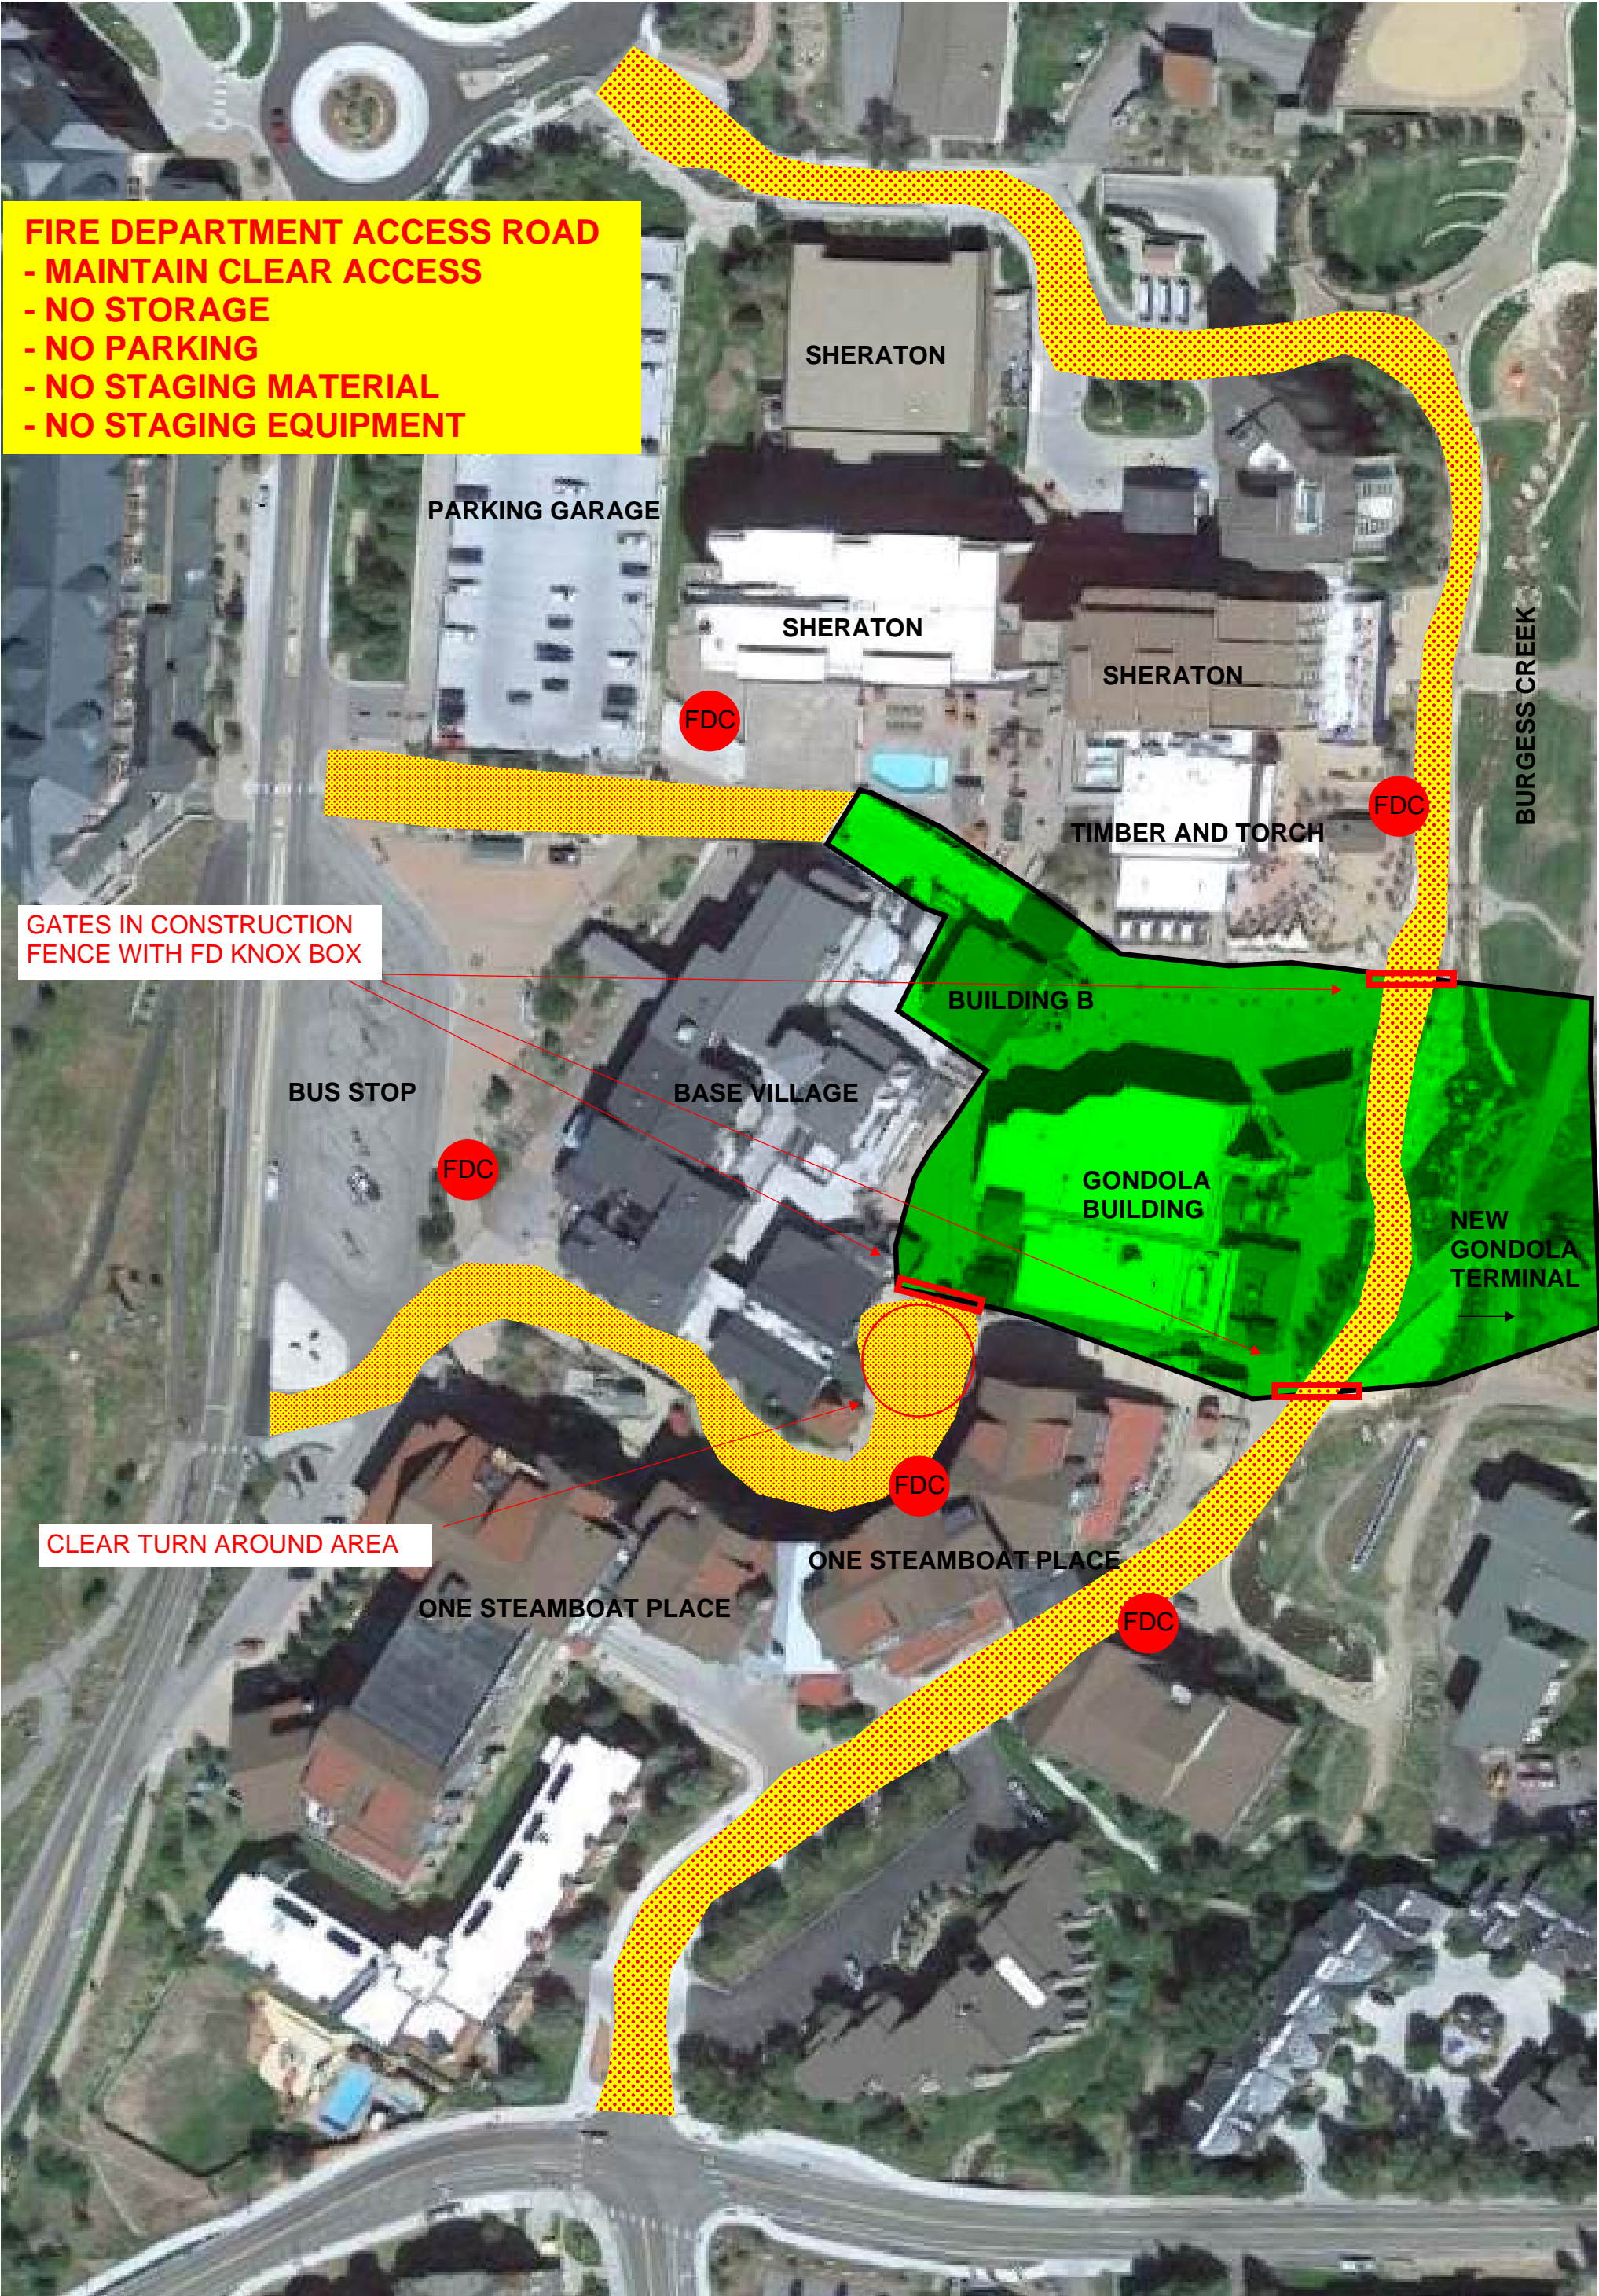 FIRE DEPARTMENT ACCESS ROAD
- MAINTAIN CLEAR ACCESS
- NO STORAGE
- NO PARKING
- NO STAGING MATERIAL
- NO STAGING EQUIPMENT
SHERATON
PARKING GARAGE
SHERATON
SHERATON
BURGESS CREEK
FDC
FDC
TIMBER AND TORCH
GATES IN CONSTRUCTION
FENCE WITH FD KNOX BOX
BUILDING B
BUS STOP
BASE VILLAGE
FDC
GONDOLA
BUILDING
NEW
GONDOLA
TERMINAL
FDC
CLEAR TURN AROUND AREA
ONE STEAMBOAT PLACE
ONE STEAMBOAT PLACE
FDC